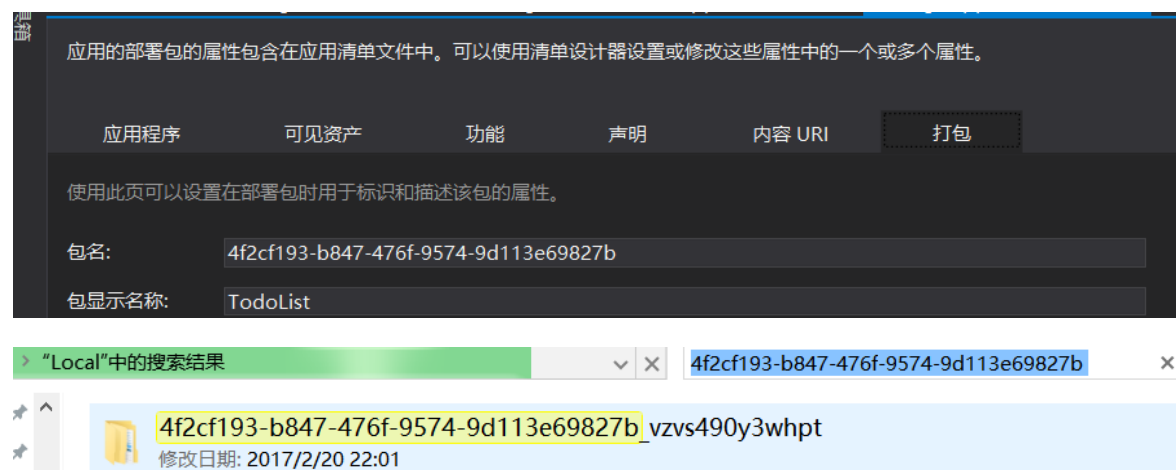 具箱
应用的部署包的属性包含在应用清单文件中。可以使用清单设计器设置或修改这些属性中的一个或多个属性。
应用程序 可见资产 功能 声明 内容 URI 打包
使用此页可以设置在部署包时用于标识和描述该包的属性。
包名: 4f2cf193-b847-476f-9574-9d113e69827b
包显示名称: TodoList
“Local”中的搜索结果 4f2cf193-b847-476f-9574-9d113e69827b
4f2cf193-b847-476f-9574-9d113e69827b_vzvs490y3whpt
修改日期: 2017/2/20 22:01